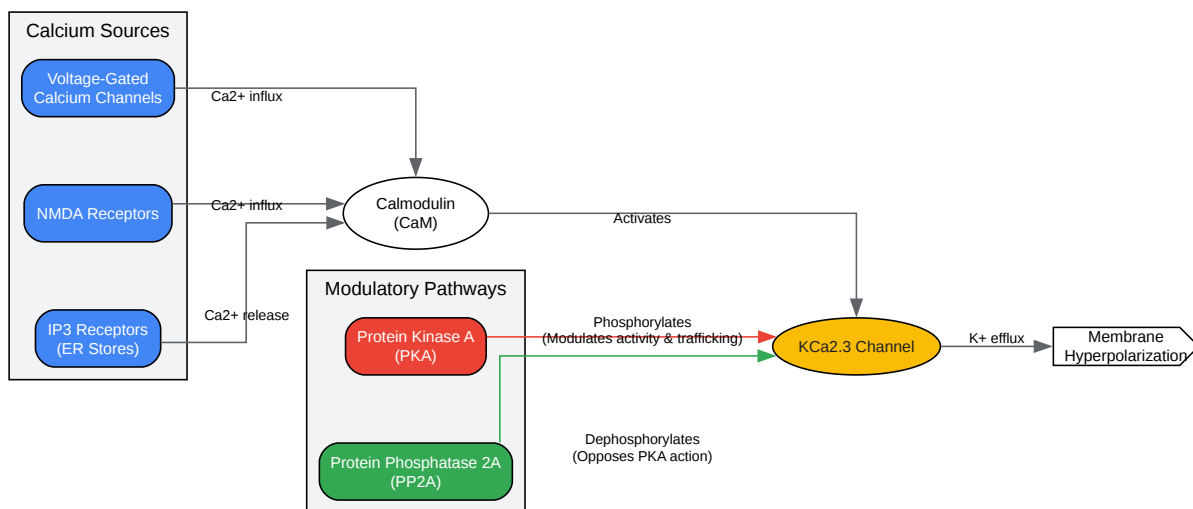 Calcium Sources
Voltage-Gated
Calcium Channels
Ca2+ influx
NMDA Receptors
Ca2+ influx
Calmodulin
(CaM)
Activates
IP3 Receptors
(ER Stores)
Ca2+ release
Modulatory Pathways
Protein Kinase A
(PKA)
Phosphorylates
(Modulates activity & trafficking)
KCa2.3 Channel
K+ efflux
Membrane
Hyperpolarization
Protein Phosphatase 2A
(PP2A)
Dephosphorylates
(Opposes PKA action)